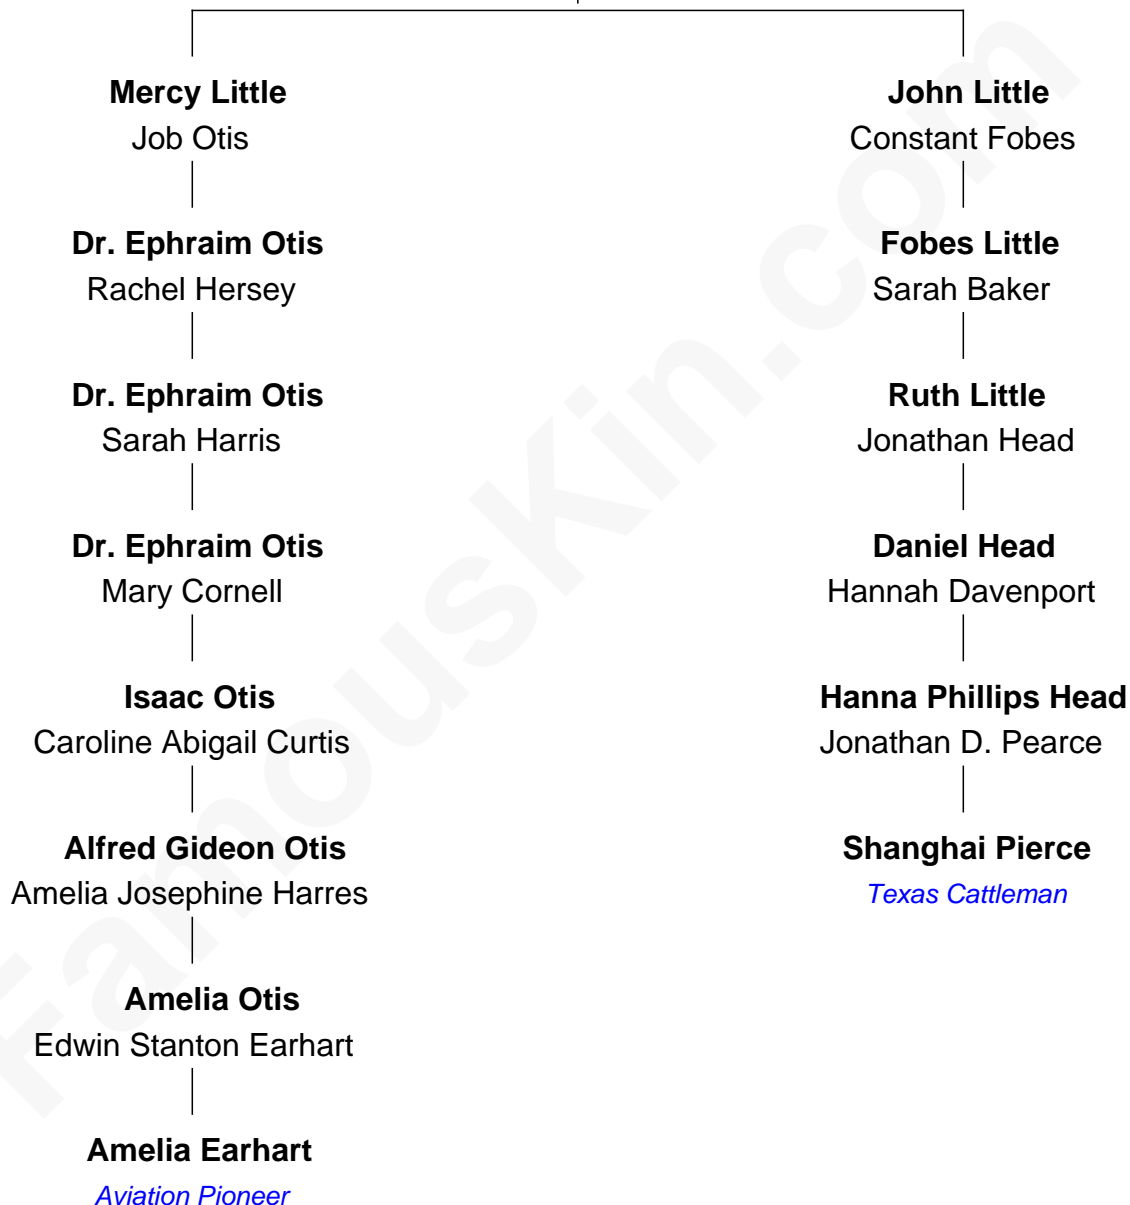 Mercy Little
Job Otis
Dr. Ephraim Otis
Rachel Hersey
Dr. Ephraim Otis
Sarah Harris
Dr. Ephraim Otis
Mary Cornell
Isaac Otis
Caroline Abigail Curtis
Alfred Gideon Otis
Amelia Josephine Harres
Amelia Otis
Edwin Stanton Earhart
Amelia Earhart
Aviation Pioneer
John Little
Constant Fobes
Fobes Little
Sarah Baker
Ruth Little
Jonathan Head
Daniel Head
Hannah Davenport
Hanna Phillips Head
Jonathan D. Pearce
Shanghai Pierce
Texas Cattleman
FamousKin.com